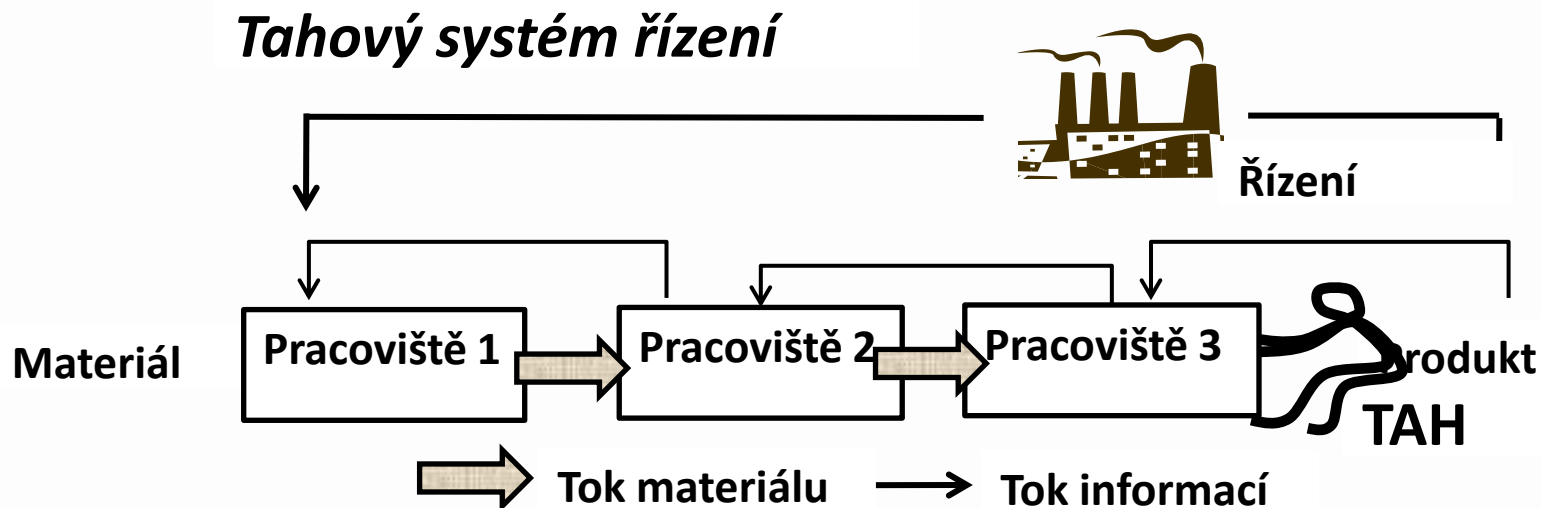 Tahový systém řízení
Řízení
Materiál
Pracoviště 1
Pracoviště 2
Pracoviště 3
Produkt
TAH
Tok materiálu
Tok informací